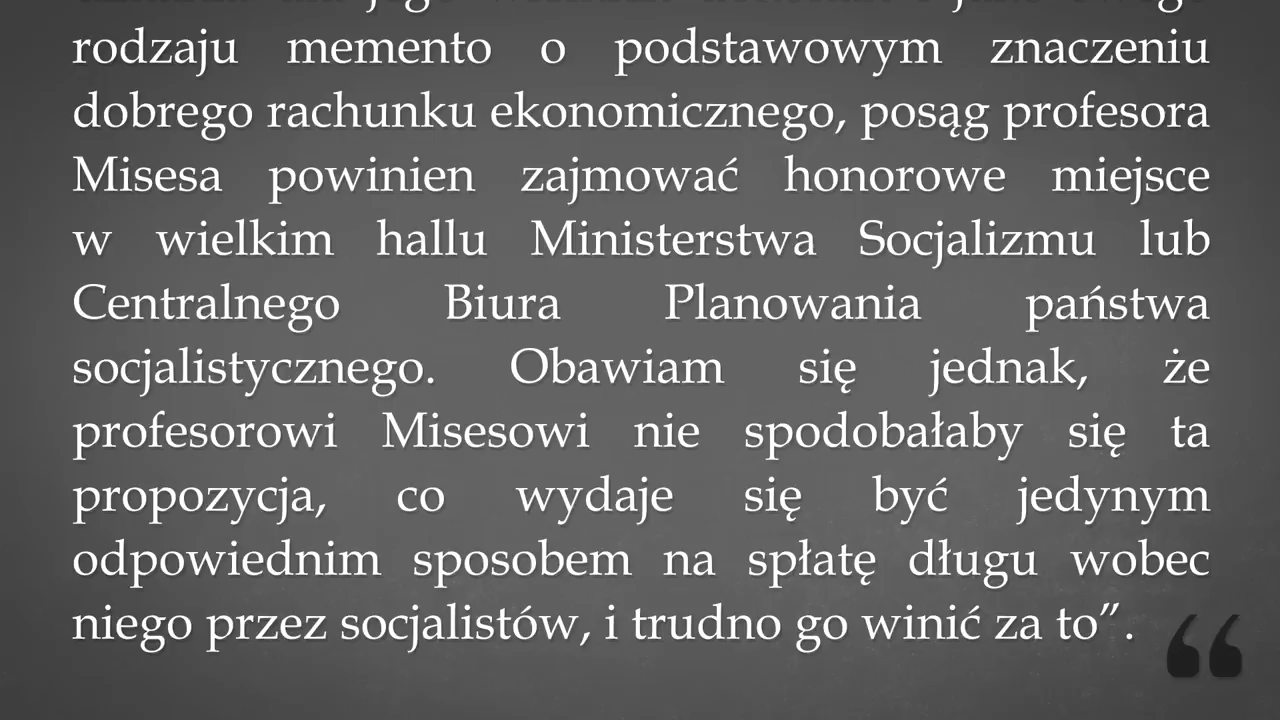 rodzaju memento o podstawowym znaczeniu
dobrego rachunku ekonomicznego, posąg profesora
Misesa powinien zajmować honorowe miejsce
w wielkim hallu Ministerstwa Socjalizmu lub
Centralnego Biura Planowania państwa
socjalistycznego. Obawiam się jednak, że
profesorowi Misesowi nie spodobałaby się ta
propozycja, co wydaje się być jedynym
odpowiednim sposobem na spłatę długu wobec
niego przez socjalistów, i trudno go winić za to”.
“